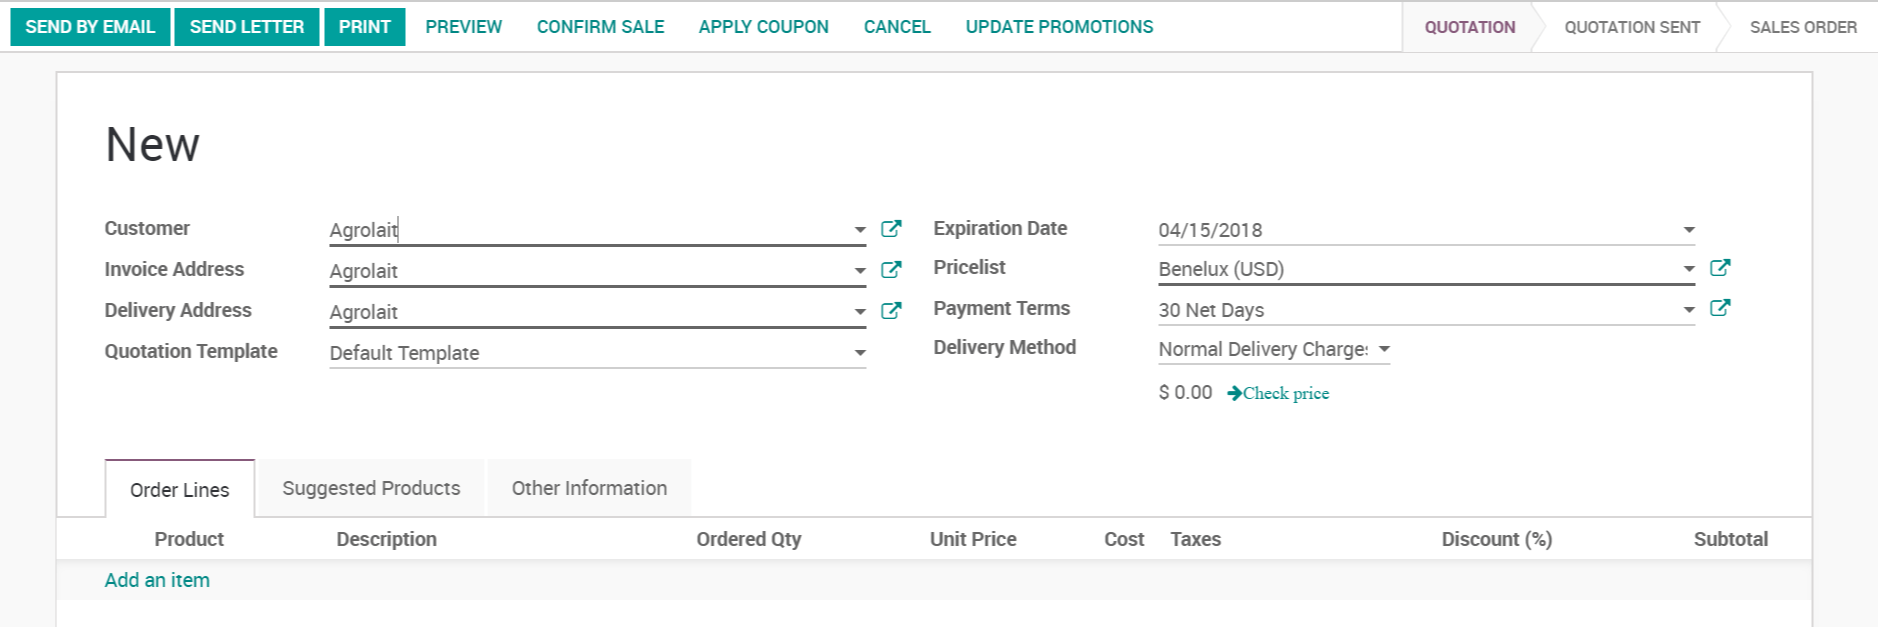 SEND BY EMAIL SEND LETTER PRINT PREVIEW CONFIRM SALE APPLY COUPON CANCEL UPDATE PROMOTIONS QUOTATION QUOTATION SENT SALES ORDER
New
Customer Agrolait Expiration Date 04/15/2018
Invoice Address Agrolait Pricelist Benelux (USD)
Delivery Address Agrolait Payment Terms 30 Net Days
Quotation Template Default Template Delivery Method Normal Delivery Charges
$ 0.00 Check price
Order Lines Suggested Products Other Information
Product Description Ordered Qty Unit Price Cost Taxes Discount (%) Subtotal
Add an item